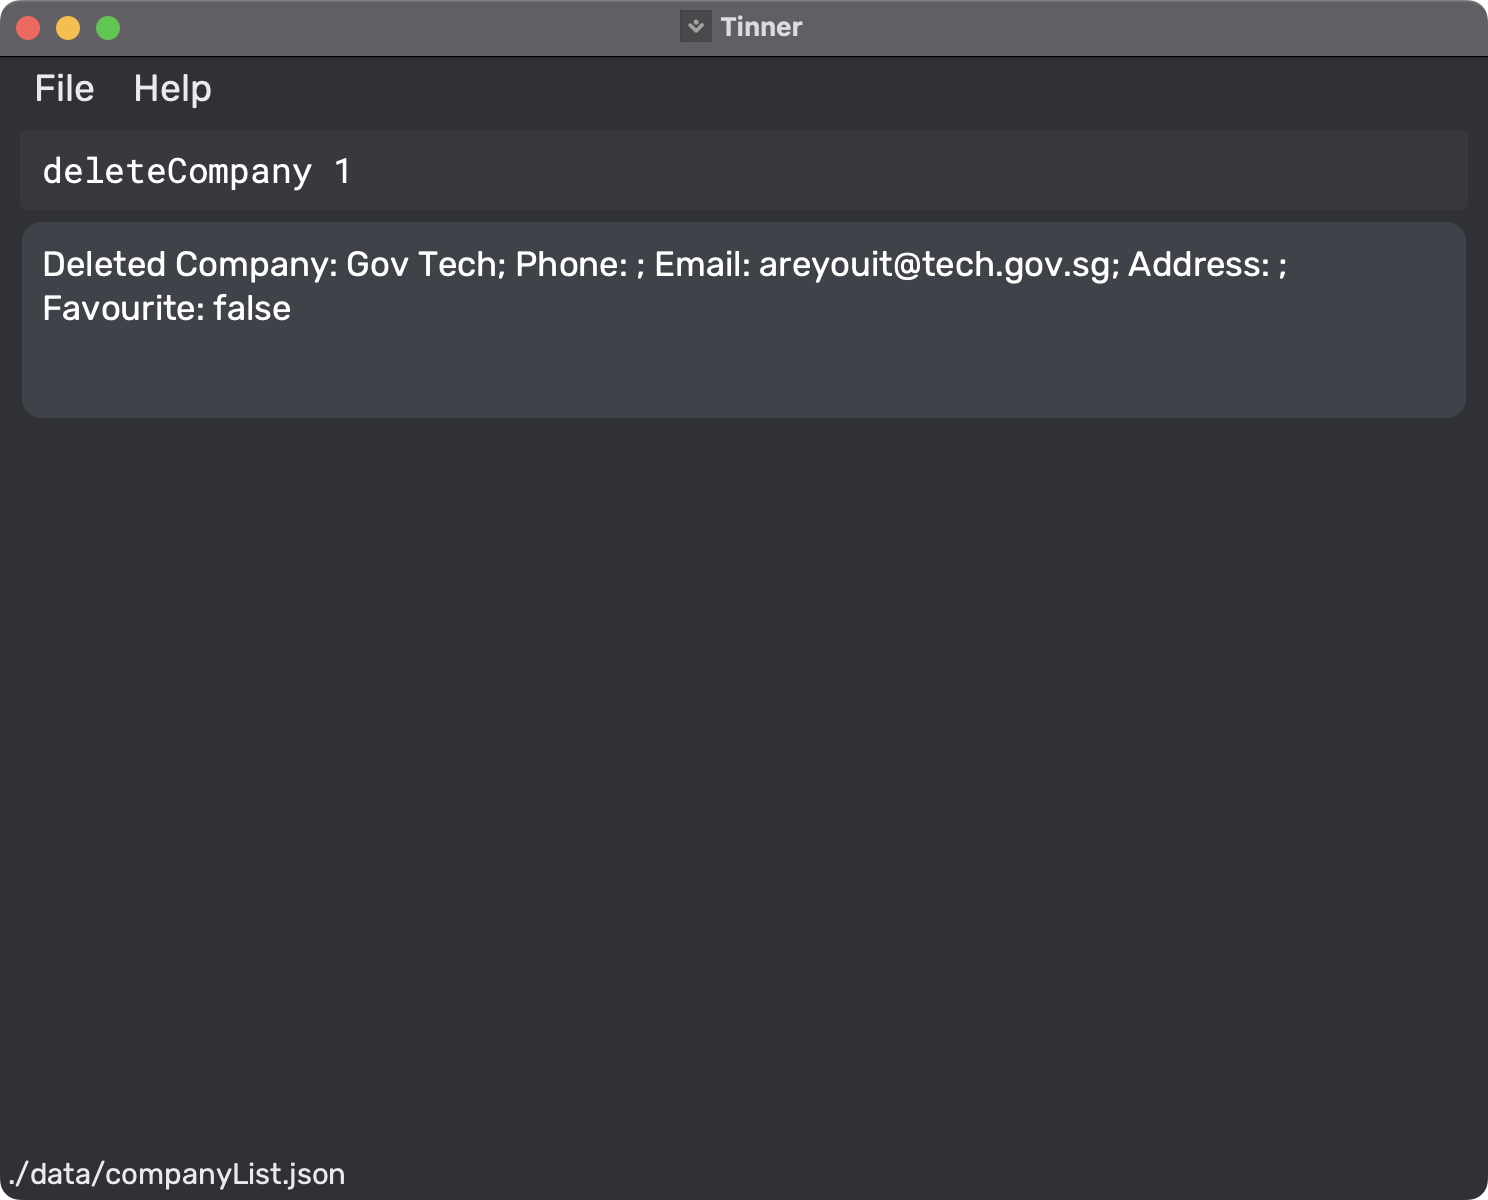 Tinner
File Help
deleteCompany 1
Deleted Company: Gov Tech; Phone: ; Email: areyouit@tech.gov.sg; Address: ;
Favourite: false
./data/companyList.json